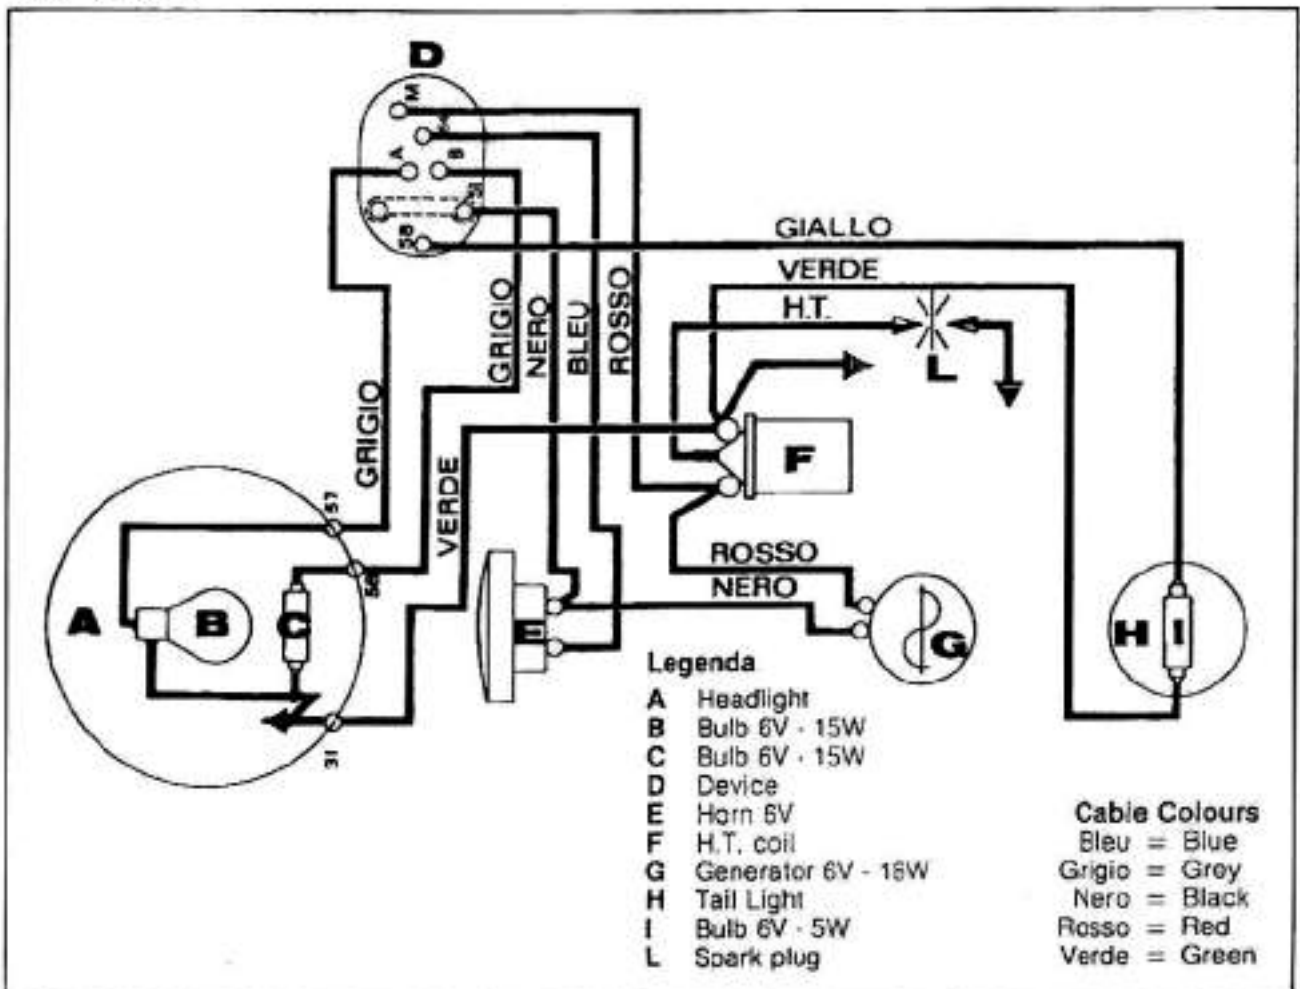 D
M
A
B
51
58
GIALLO
VERDE
H.T.
GRIGIO
NERO
BLEU
ROSSO
L
GRIGIO
VERDE
F
57
ROSSO
NERO
A
B
C
E
G
H
I
31
Legenda
A Headlight
B Bulb 6V - 15W
C Bulb 6V - 15W
D Device
E Horn 6V
F H.T. coil
G Generator 6V - 18W
H Tail Light
I Bulb 6V - 5W
L Spark plug
Cable Colours
Bleu = Blue
Grigio = Grey
Nero = Black
Rosso = Red
Verde = Green